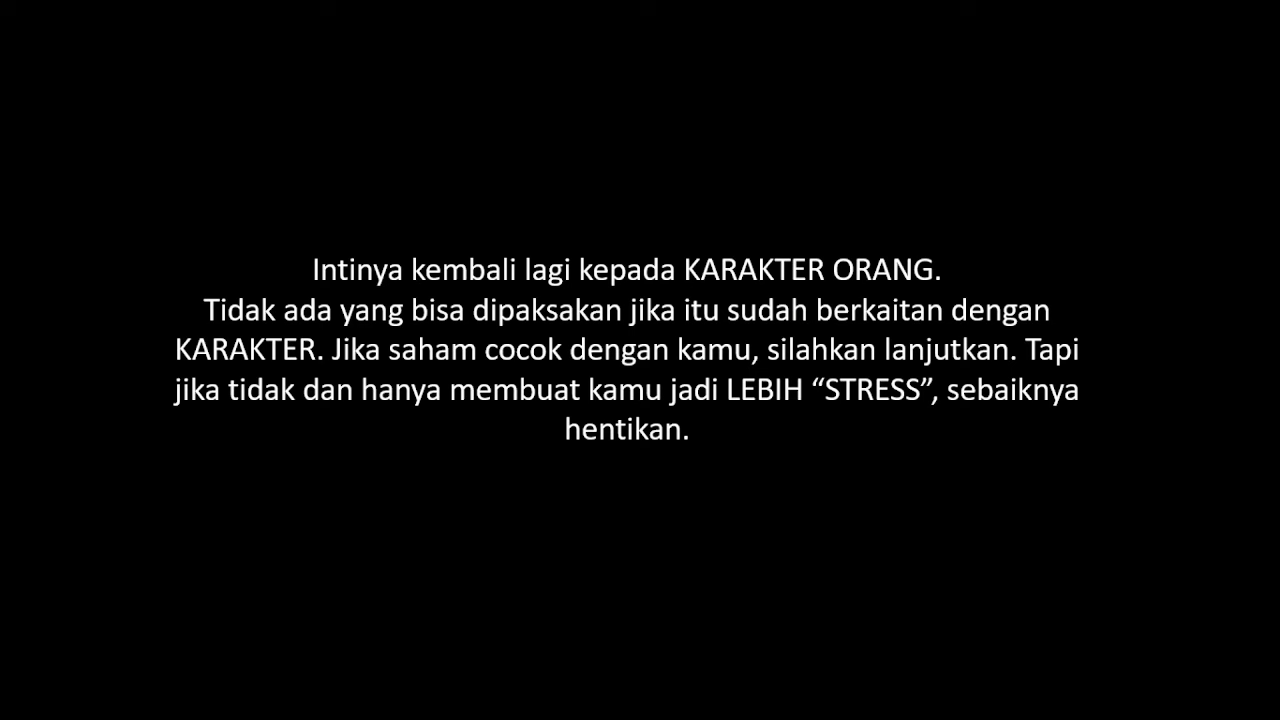 Intinya kembali lagi kepada KARAKTER ORANG.
Tidak ada yang bisa dipaksakan jika itu sudah berkaitan dengan
KARAKTER. Jika saham cocok dengan kamu, silahkan lanjutkan. Tapi
jika tidak dan hanya membuat kamu jadi LEBIH “STRESS”, sebaiknya
hentikan.